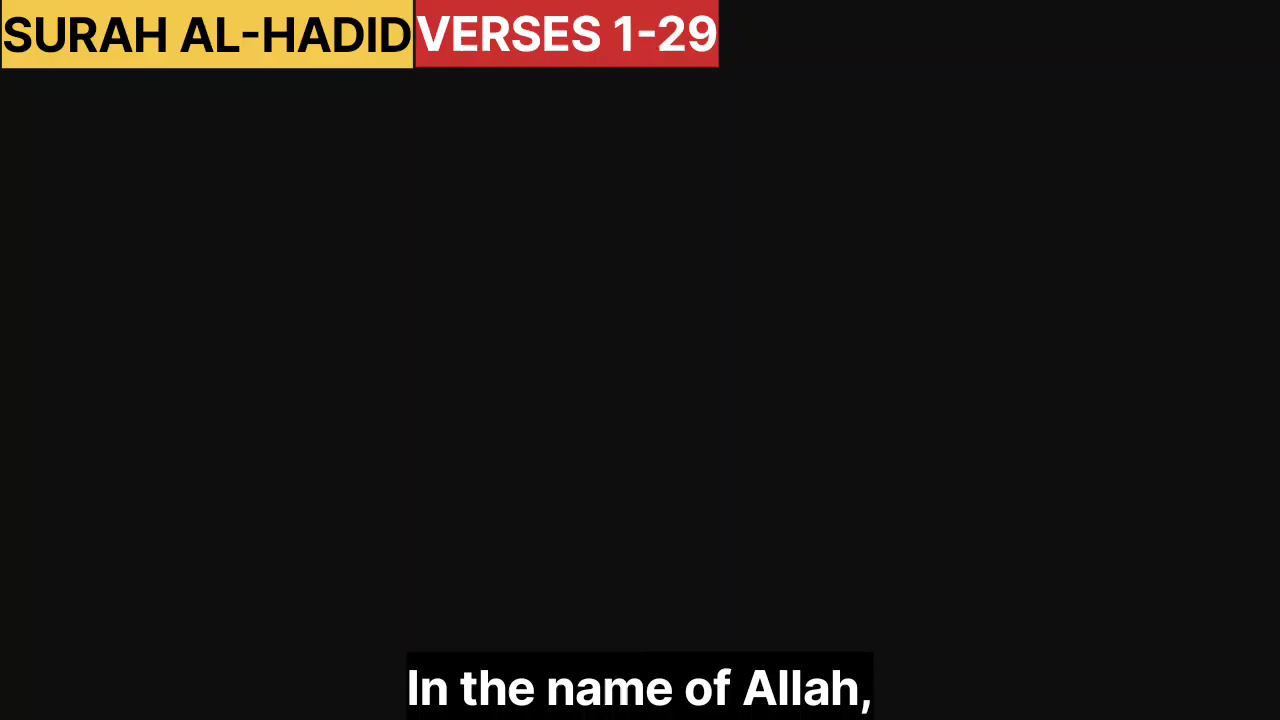 SURAH AL-HADID VERSES 1-29
In the name of Allah,